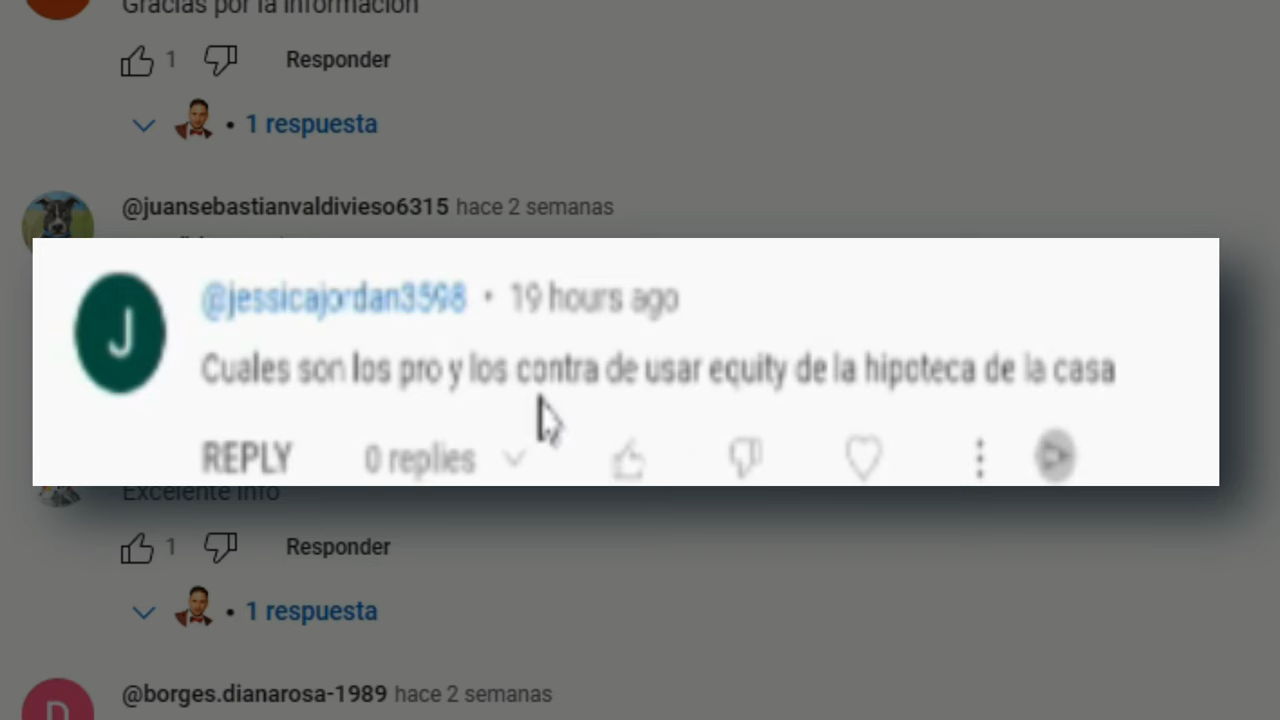 Gracias por la información
1 Responder
1 respuesta
@juansebastianvaldivieso6315 hace 2 semanas
J
@jessicajordan3598 • 19 hours ago
Cuales son los pro y los contra de usar equity de la hipoteca de la casa
REPLY 0 replies
Excelente info
1 Responder
1 respuesta
D
@borges.dianarosa-1989 hace 2 semanas